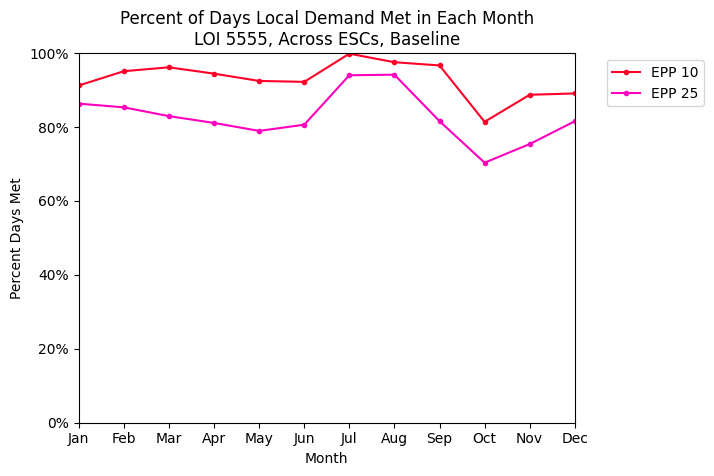 Percent of Days Local Demand Met in Each Month
LOI 5555, Across ESCs, Baseline
100%
80%
60%
40%
20%
0%
Percent Days Met
Jan Feb Mar Apr May Jun Jul Aug Sep Oct Nov Dec
Month
EPP 10
EPP 25